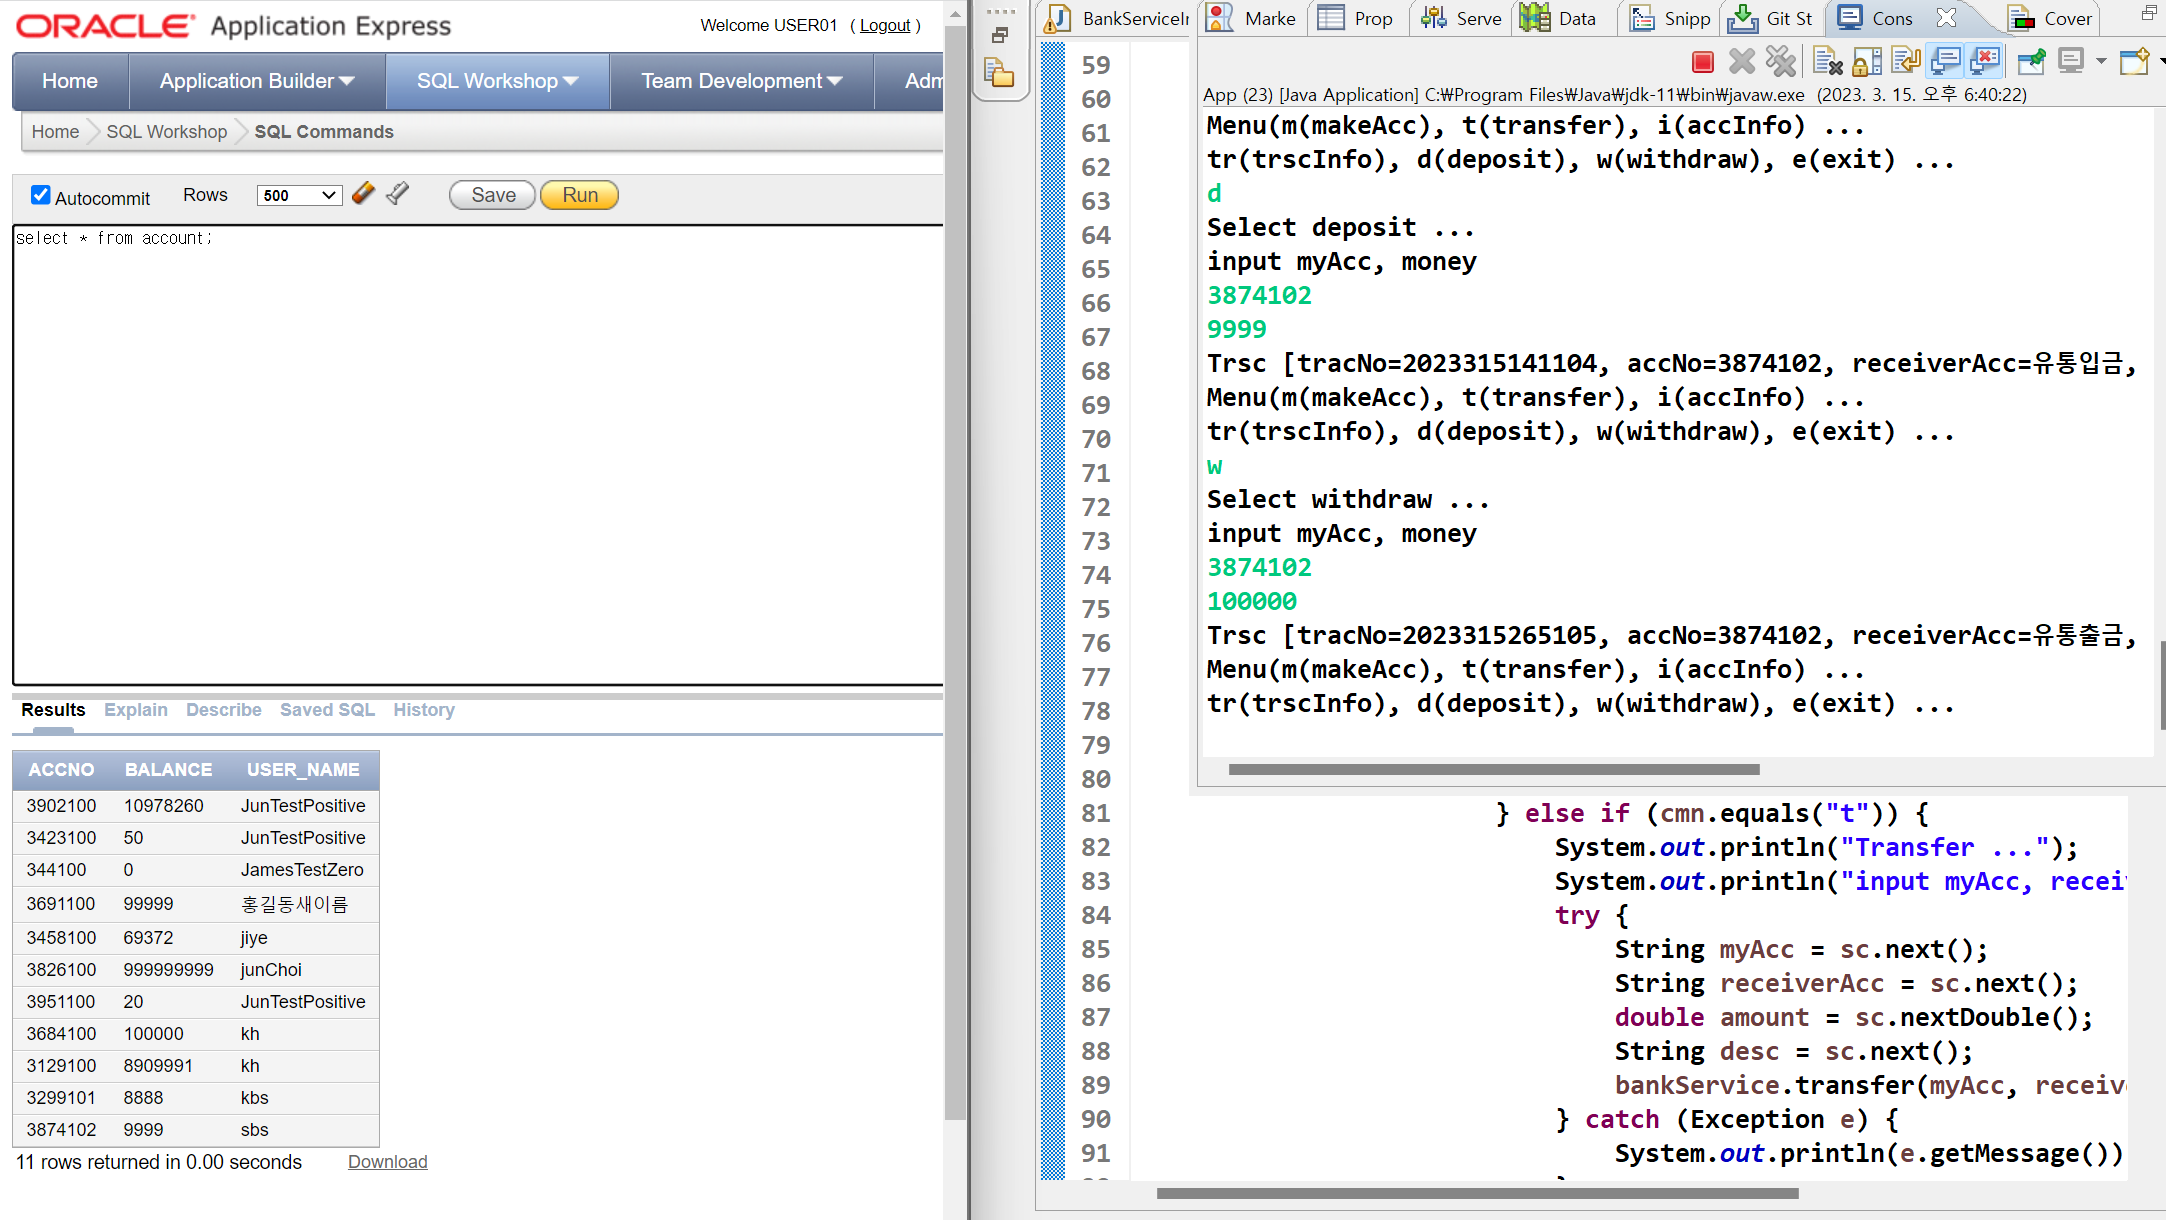 ORACLE Application Express
Welcome USER01 ( Logout )
Home
Application Builder
SQL Workshop
Team Development
Adm
Home
SQL Workshop
SQL Commands
Autocommit
Rows
500
Save
Run
select * from account;
Results
Explain
Describe
Saved SQL
History
ACCNO BALANCE USER_NAME
3902100 10978260 JunTestPositive
3423100 50 JunTestPositive
344100 0 JamesTestZero
3691100 99999 홍길동새이름
3458100 69372 jiye
3826100 999999999 junChoi
3951100 20 JunTestPositive
3684100 100000 kh
3129100 8909991 kh
3299101 8888 kbs
3874102 9999 sbs
11 rows returned in 0.00 seconds
Download
BankServiceIr
Marke
Prop
Serve
Data
Snipp
Git St
Cons
Cover
App (23) [Java Application] C:₩Program Files₩Java₩jdk-11₩bin₩javaw.exe (2023. 3. 15. 오후 6:40:22)
Menu(m(makeAcc), t(transfer), i(accInfo) ...
tr(trscInfo), d(deposit), w(withdraw), e(exit) ...
d
Select deposit ...
input myAcc, money
3874102
9999
Trsc [tracNo=2023315141104, accNo=3874102, receiverAcc=유통입금,
Menu(m(makeAcc), t(transfer), i(accInfo) ...
tr(trscInfo), d(deposit), w(withdraw), e(exit) ...
w
Select withdraw ...
input myAcc, money
3874102
100000
Trsc [tracNo=2023315265105, accNo=3874102, receiverAcc=유통출금,
Menu(m(makeAcc), t(transfer), i(accInfo) ...
tr(trscInfo), d(deposit), w(withdraw), e(exit) ...
59
60
61
62
63
64
65
66
67
68
69
70
71
72
73
74
75
76
77
78
79
80
81 } else if (cmn.equals("t")) {
82 System.out.println("Transfer ...");
83 System.out.println("input myAcc, recei
84 try {
85 String myAcc = sc.next();
86 String receiverAcc = sc.next();
87 double amount = sc.nextDouble();
88 String desc = sc.next();
89 bankService.transfer(myAcc, receiv
90 } catch (Exception e) {
91 System.out.println(e.getMessage())